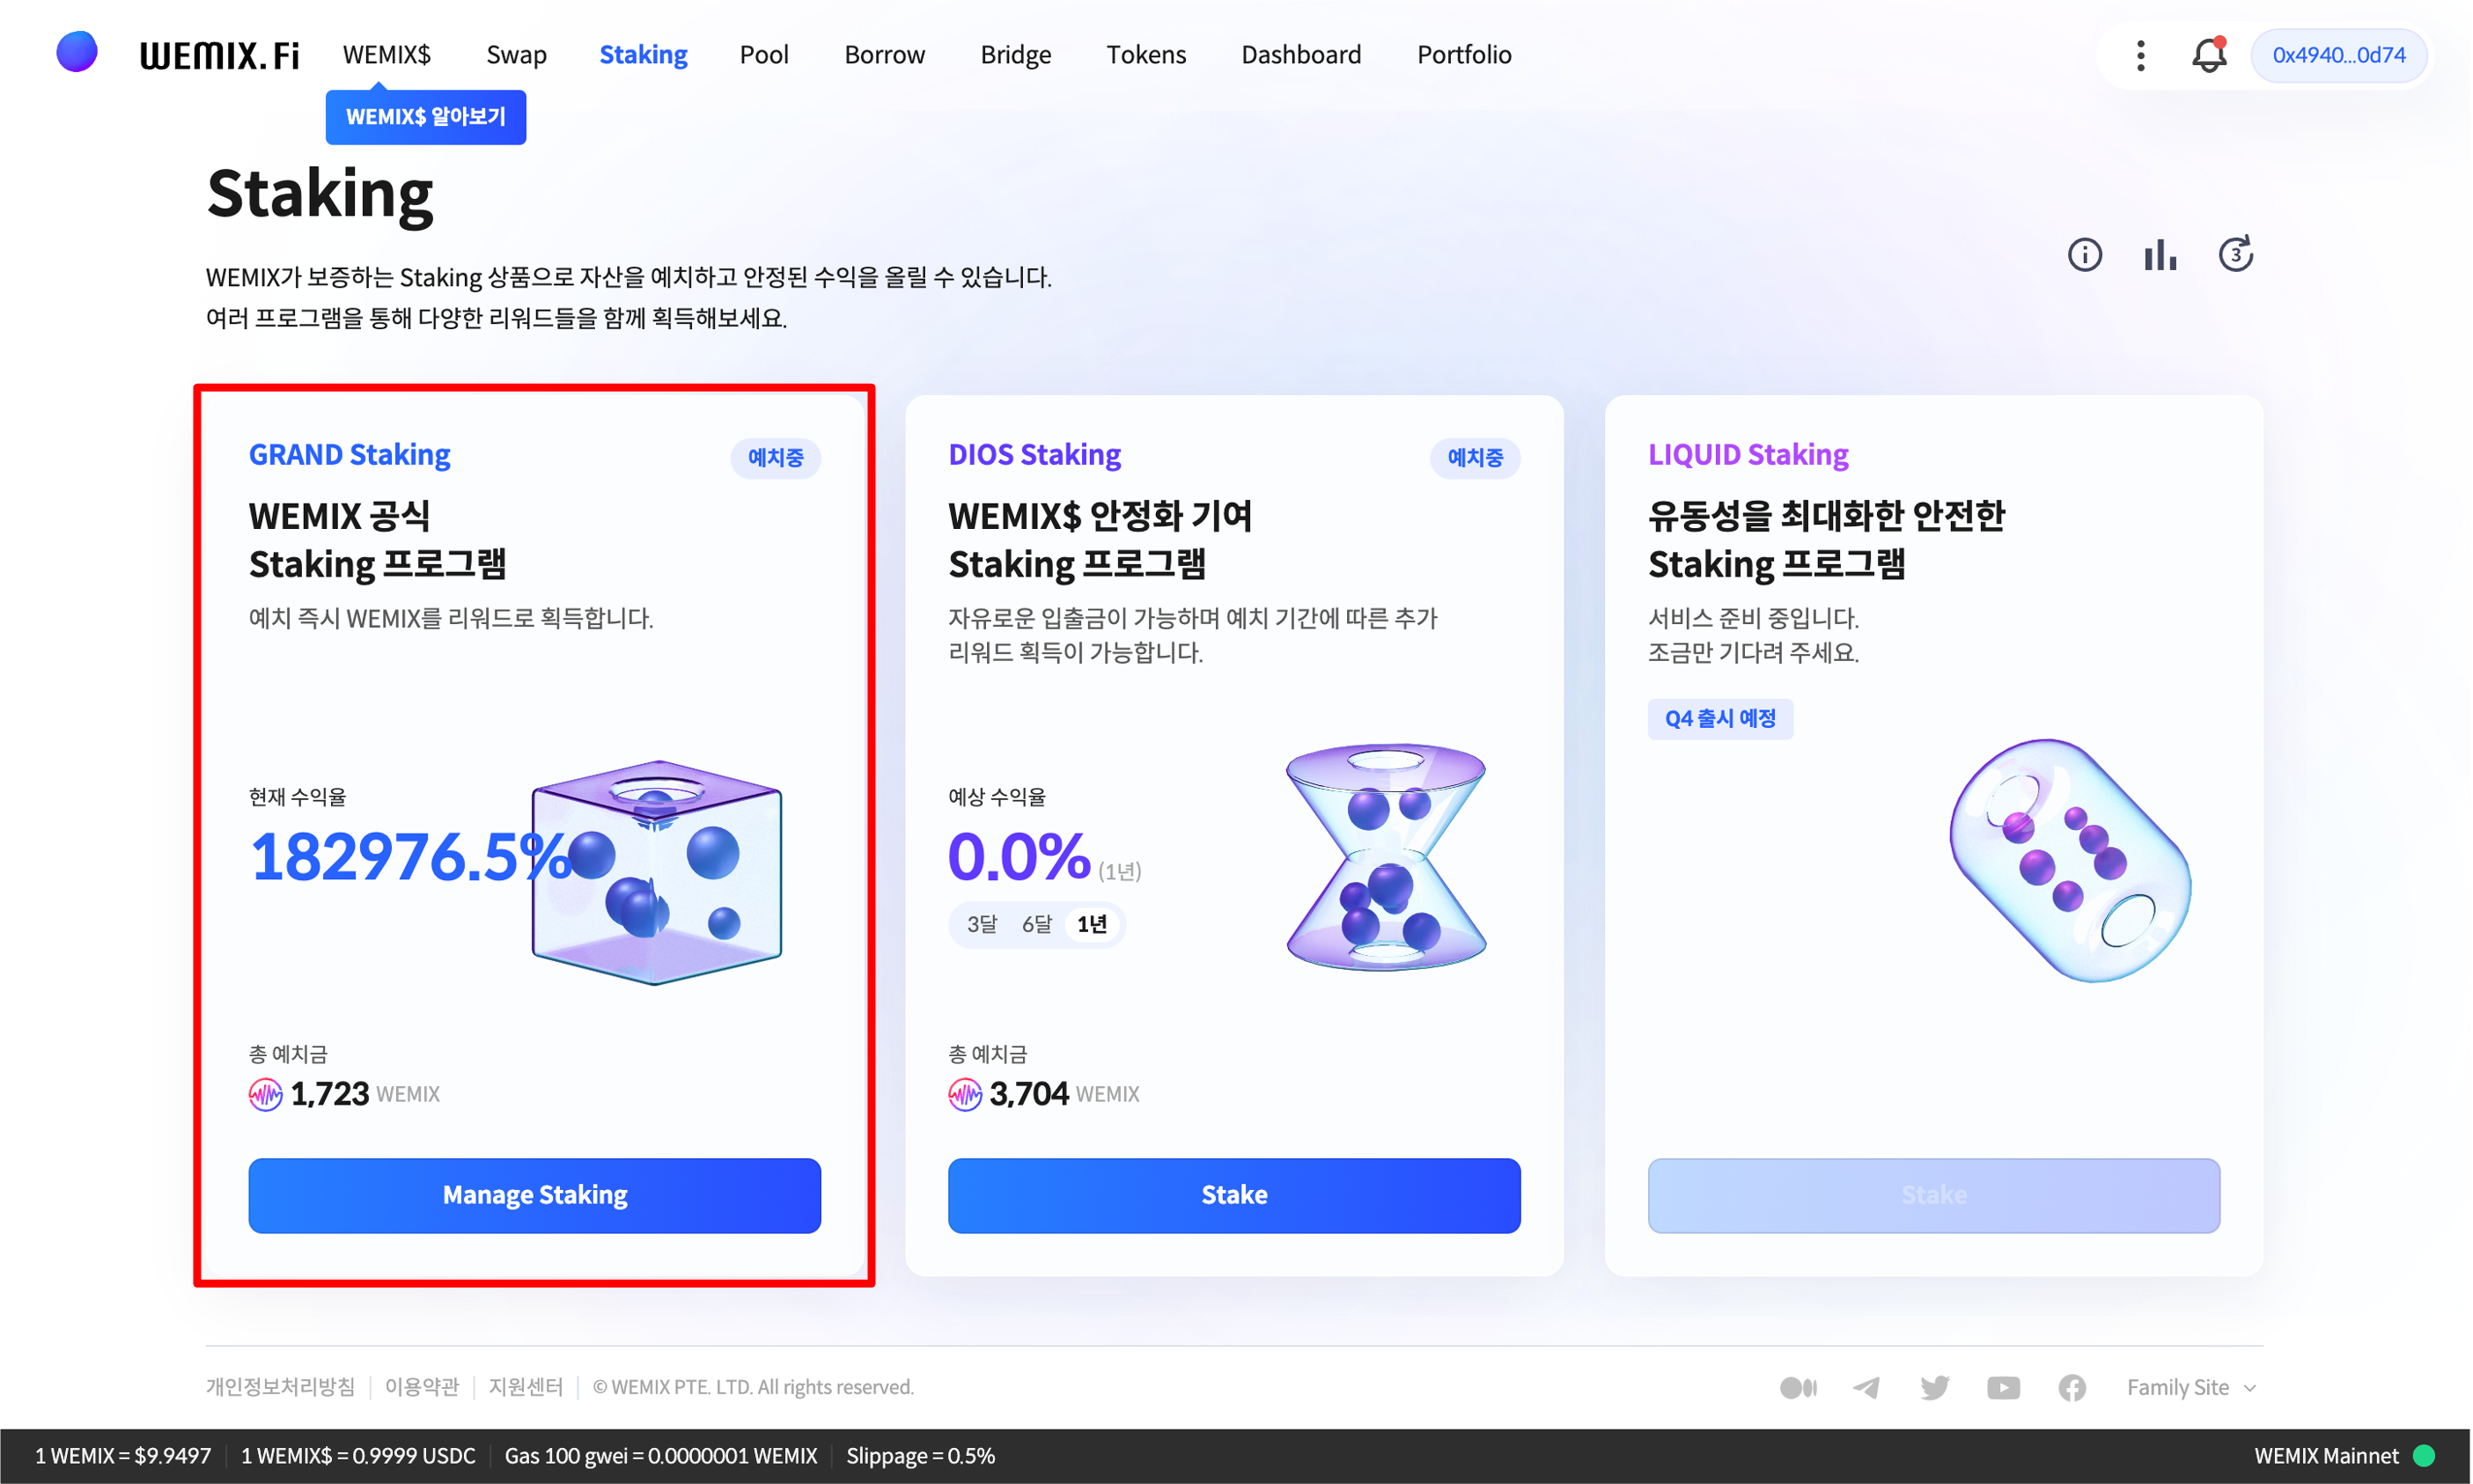 WEMIX.Fi WEMIX$ Swap Staking Pool Borrow Bridge Tokens Dashboard Portfolio 0x4940...0d74
WEMIX$ 알아보기
Staking
WEMIX가 보증하는 Staking 상품으로 자산을 예치하고 안정된 수익을 올릴 수 있습니다.
여러 프로그램을 통해 다양한 리워드들을 함께 획득해보세요.
3
GRAND Staking
예치중
WEMIX 공식
Staking 프로그램
예치 즉시 WEMIX를 리워드로 획득합니다.
현재 수익율
182976.5%
총 예치금
1,723 WEMIX
Manage Staking
DIOS Staking
예치중
WEMIX$ 안정화 기여
Staking 프로그램
자유로운 입출금이 가능하며 예치 기간에 따른 추가
리워드 획득이 가능합니다.
예상 수익율
0.0% (1년)
3달 6달 1년
총 예치금
3,704 WEMIX
Stake
LIQUID Staking
유동성을 최대화한 안전한
Staking 프로그램
서비스 준비 중입니다.
조금만 기다려 주세요.
Q4 출시 예정
Stake
개인정보처리방침 이용약관 지원센터 © WEMIX PTE. LTD. All rights reserved. Family Site
1 WEMIX = $9.9497 1 WEMIX$ = 0.9999 USDC Gas 100 gwei = 0.0000001 WEMIX Slippage = 0.5% WEMIX Mainnet